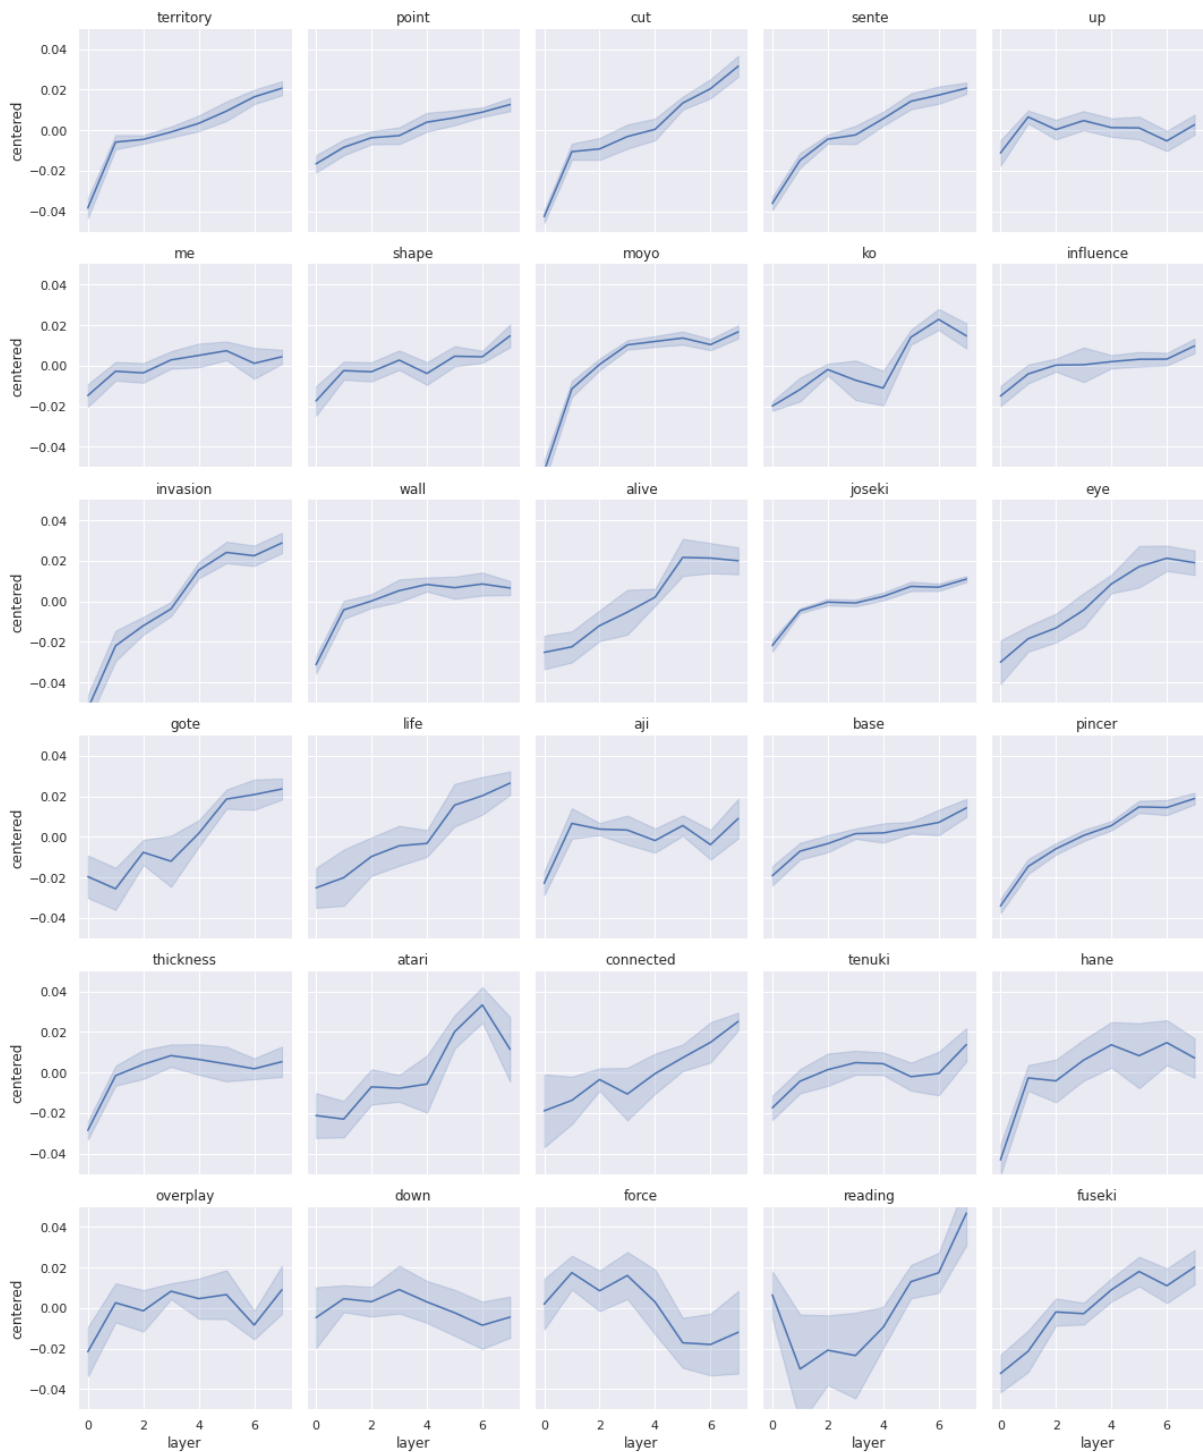 territory point cut sente up
0.04
0.02
0.00
−0.02
−0.04
centered
me shape moyo ko influence
0.04
0.02
0.00
−0.02
−0.04
centered
invasion wall alive joseki eye
0.04
0.02
0.00
−0.02
−0.04
centered
gote life aji base pincer
0.04
0.02
0.00
−0.02
−0.04
centered
thickness atari connected tenuki hane
0.04
0.02
0.00
−0.02
−0.04
centered
overplay down force reading fuseki
0.04
0.02
0.00
−0.02
−0.04
centered
0 2 4 6 0 2 4 6 0 2 4 6 0 2 4 6 0 2 4 6
layer layer layer layer layer